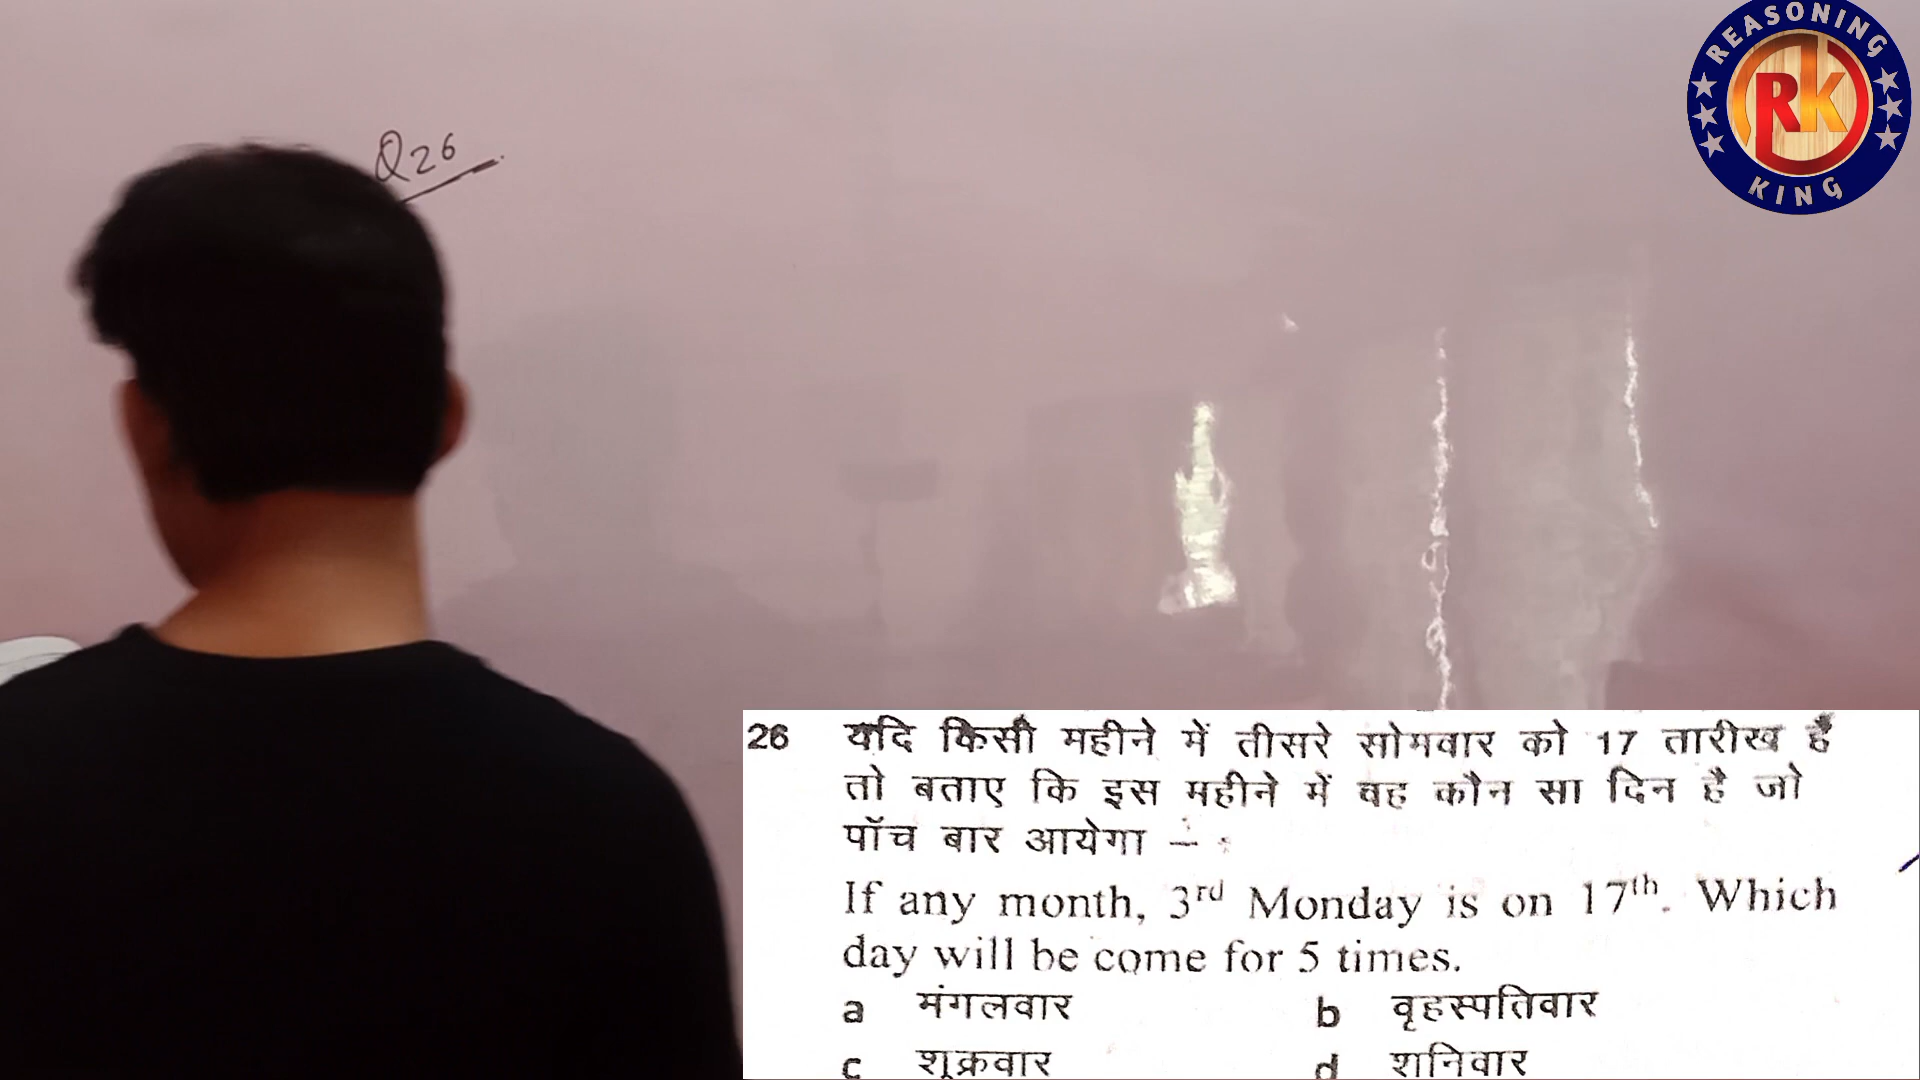 REASONING
RK
KING
Q26
26 यदि किसी महीने में तीसरे सोमवार को 17 तारीख है
तो बताए कि इस महीने में वह कौन सा दिन है जो
पॉच बार आयेगा –
If any month, 3rd Monday is on 17th. Which
day will be come for 5 times.
a मंगलवार b वृहस्पतिवार
c शुक्रवार d शनिवार